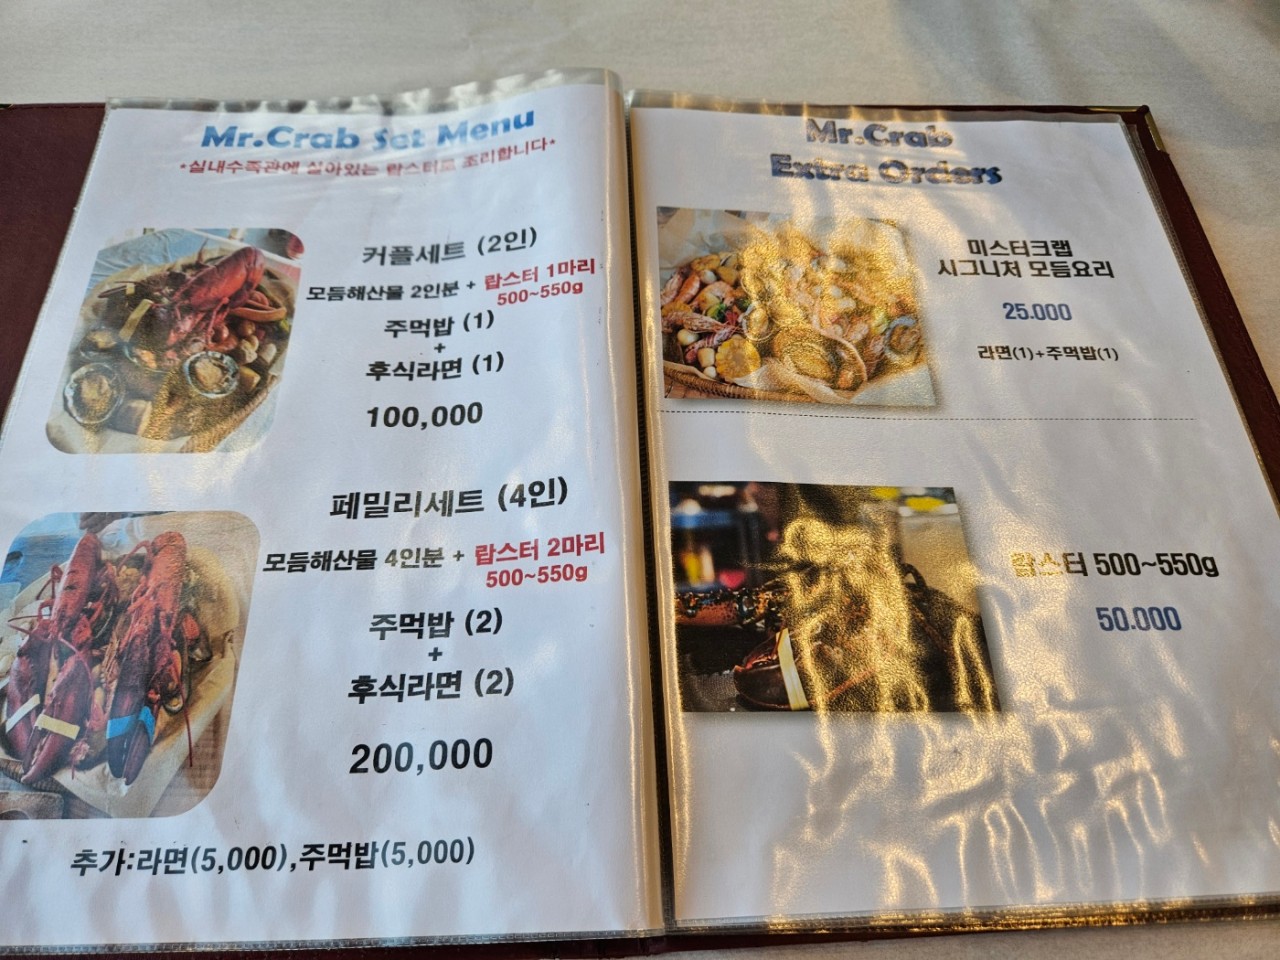 Mr.Crab Set Menu
*실내수족관에 살아있는 랍스터로 조리합니다*
커플세트 (2인)
모듬해산물 2인분 + 랍스터 1마리
500~550g
주먹밥 (1)
+
후식라면 (1)
100,000
페밀리세트 (4인)
모듬해산물 4인분 + 랍스터 2마리
500~550g
주먹밥 (2)
+
후식라면 (2)
200,000
추가:라면(5,000),주먹밥(5,000)
Mr.Crab
Extra Orders
미스터크랩
시그니처 모듬요리
25.000
라면(1)+주먹밥(1)
랍스터 500~550g
50.000